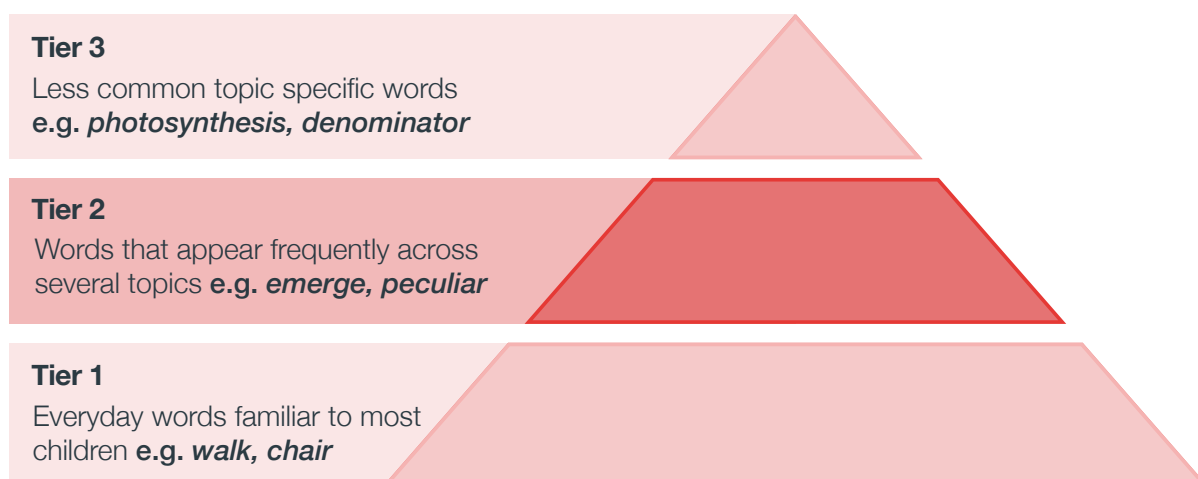 Tier 3
Less common topic specific words
e.g. photosynthesis, denominator
Tier 2
Words that appear frequently across
several topics e.g. emerge, peculiar
Tier 1
Everyday words familiar to most
children e.g. walk, chair